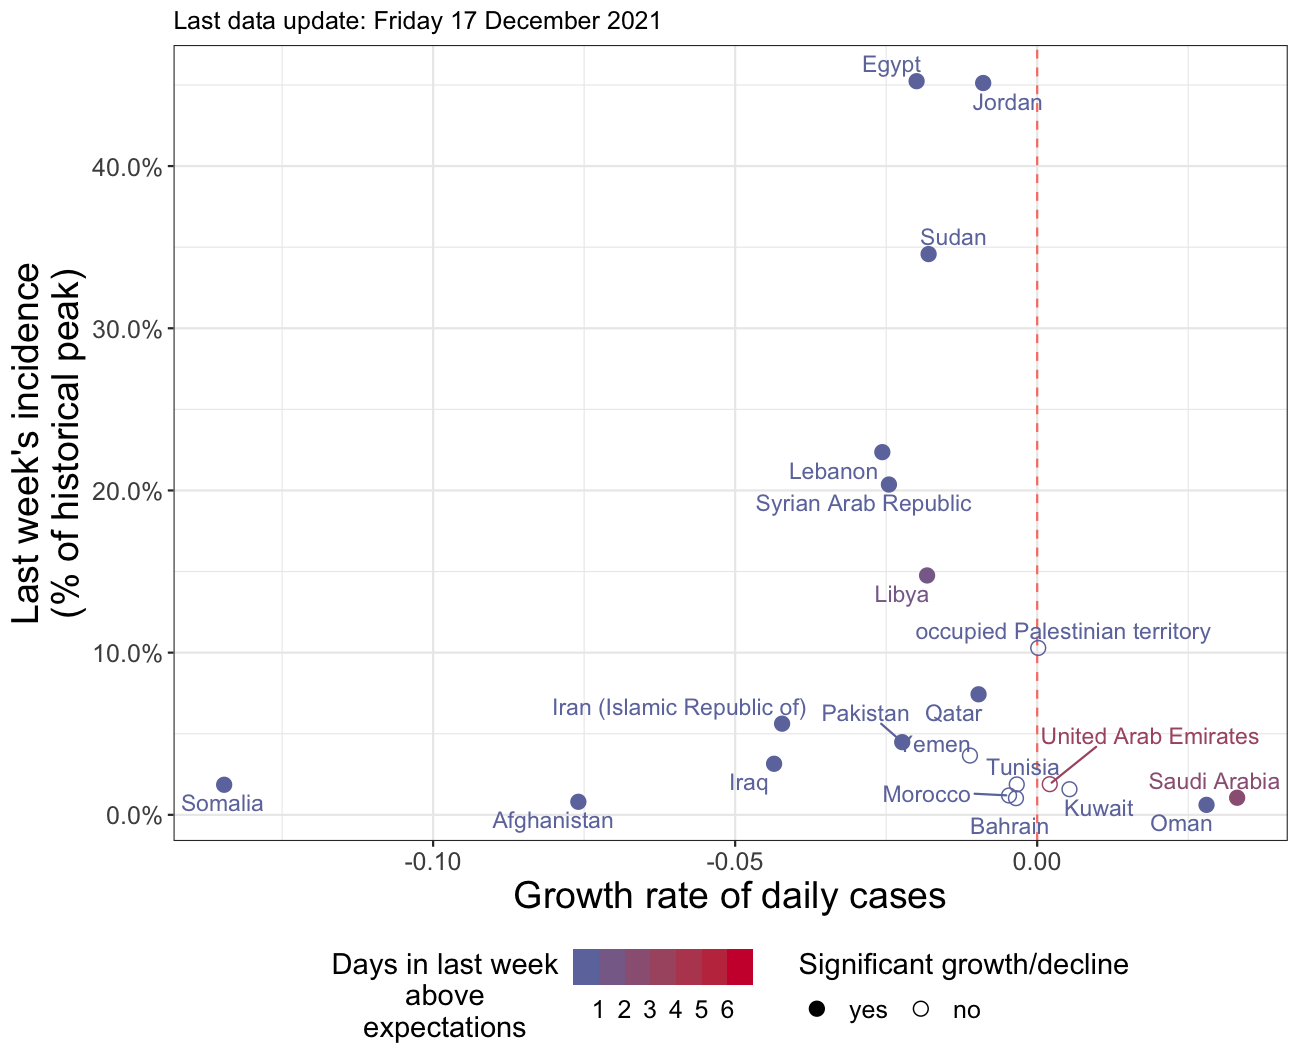 Last data update: Friday 17 December 2021
Egypt
Jordan
40.0%
Sudan
30.0%
Last week's incidence
(% of historical peak)
Lebanon
20.0%
Syrian Arab Republic
Libya
occupied Palestinian territory
10.0%
Iran (Islamic Republic of)
Pakistan
Qatar
Yemen
United Arab Emirates
Tunisia
Iraq
Saudi Arabia
Morocco
Somalia
Kuwait
0.0%
Afghanistan
Bahrain
Oman
-0.10
-0.05
0.00
Growth rate of daily cases
Days in last week
above
expectations
1 2 3 4 5 6
Significant growth/decline
yes
no